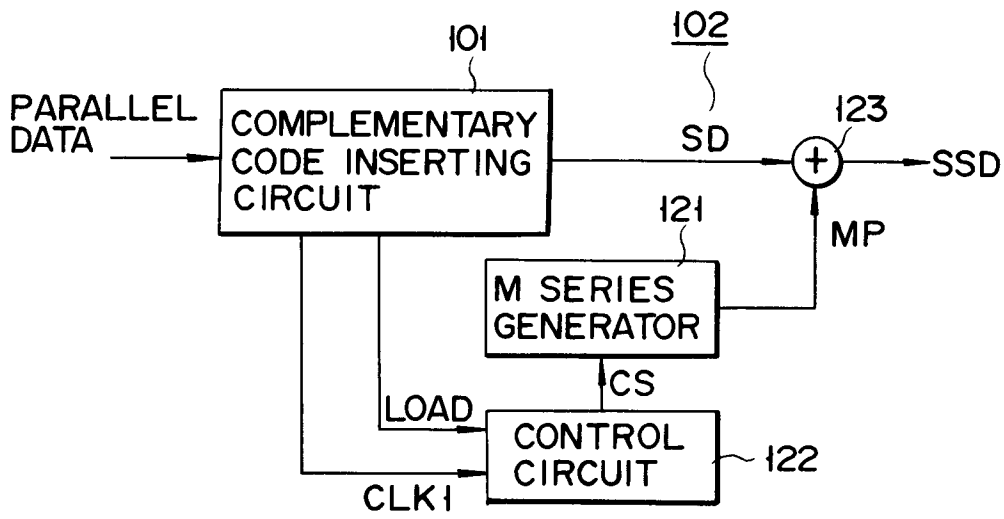 101
102
PARALLEL
DATA
COMPLEMENTARY
CODE INSERTING
CIRCUIT
SD
123
+
SSD
MP
121
M SERIES
GENERATOR
CS
LOAD
CONTROL
CIRCUIT
122
CLK1